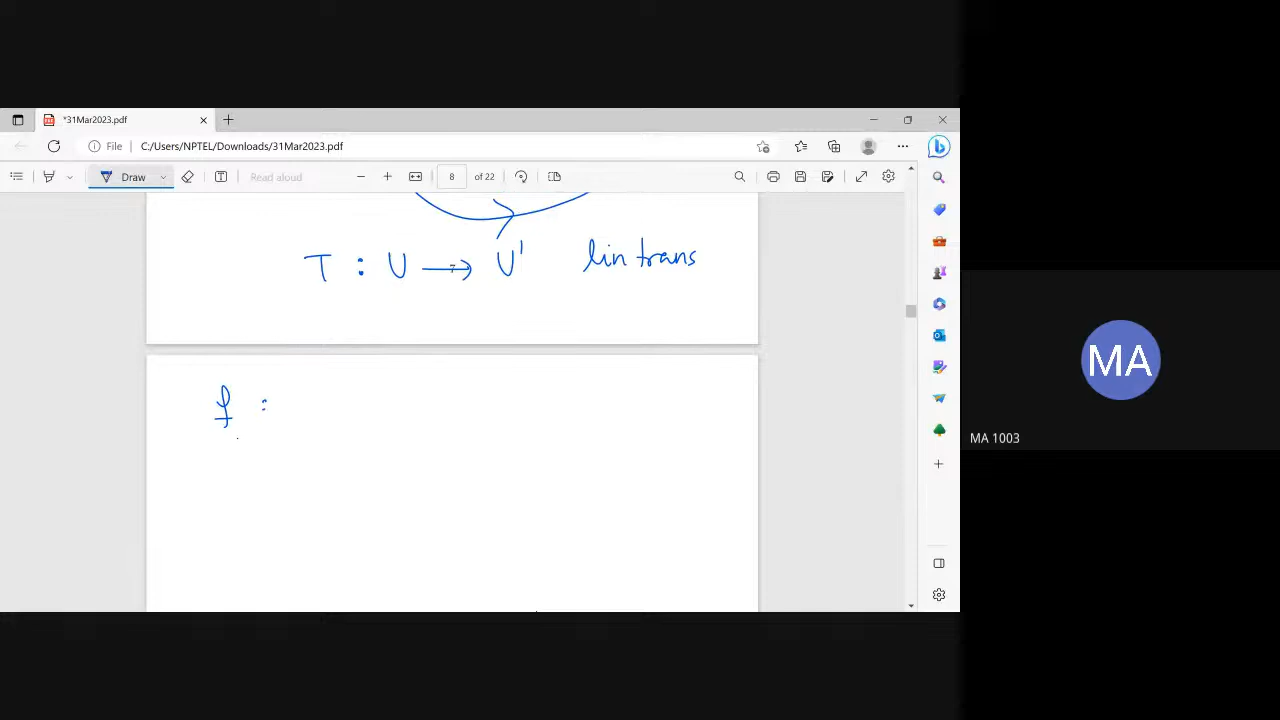 *31Mar2023.pdf
File C:/Users/NPTEL/Downloads/31Mar2023.pdf
Draw Read aloud 8 of 22
T : U → U' lin trans
f :
MA
MA 1003